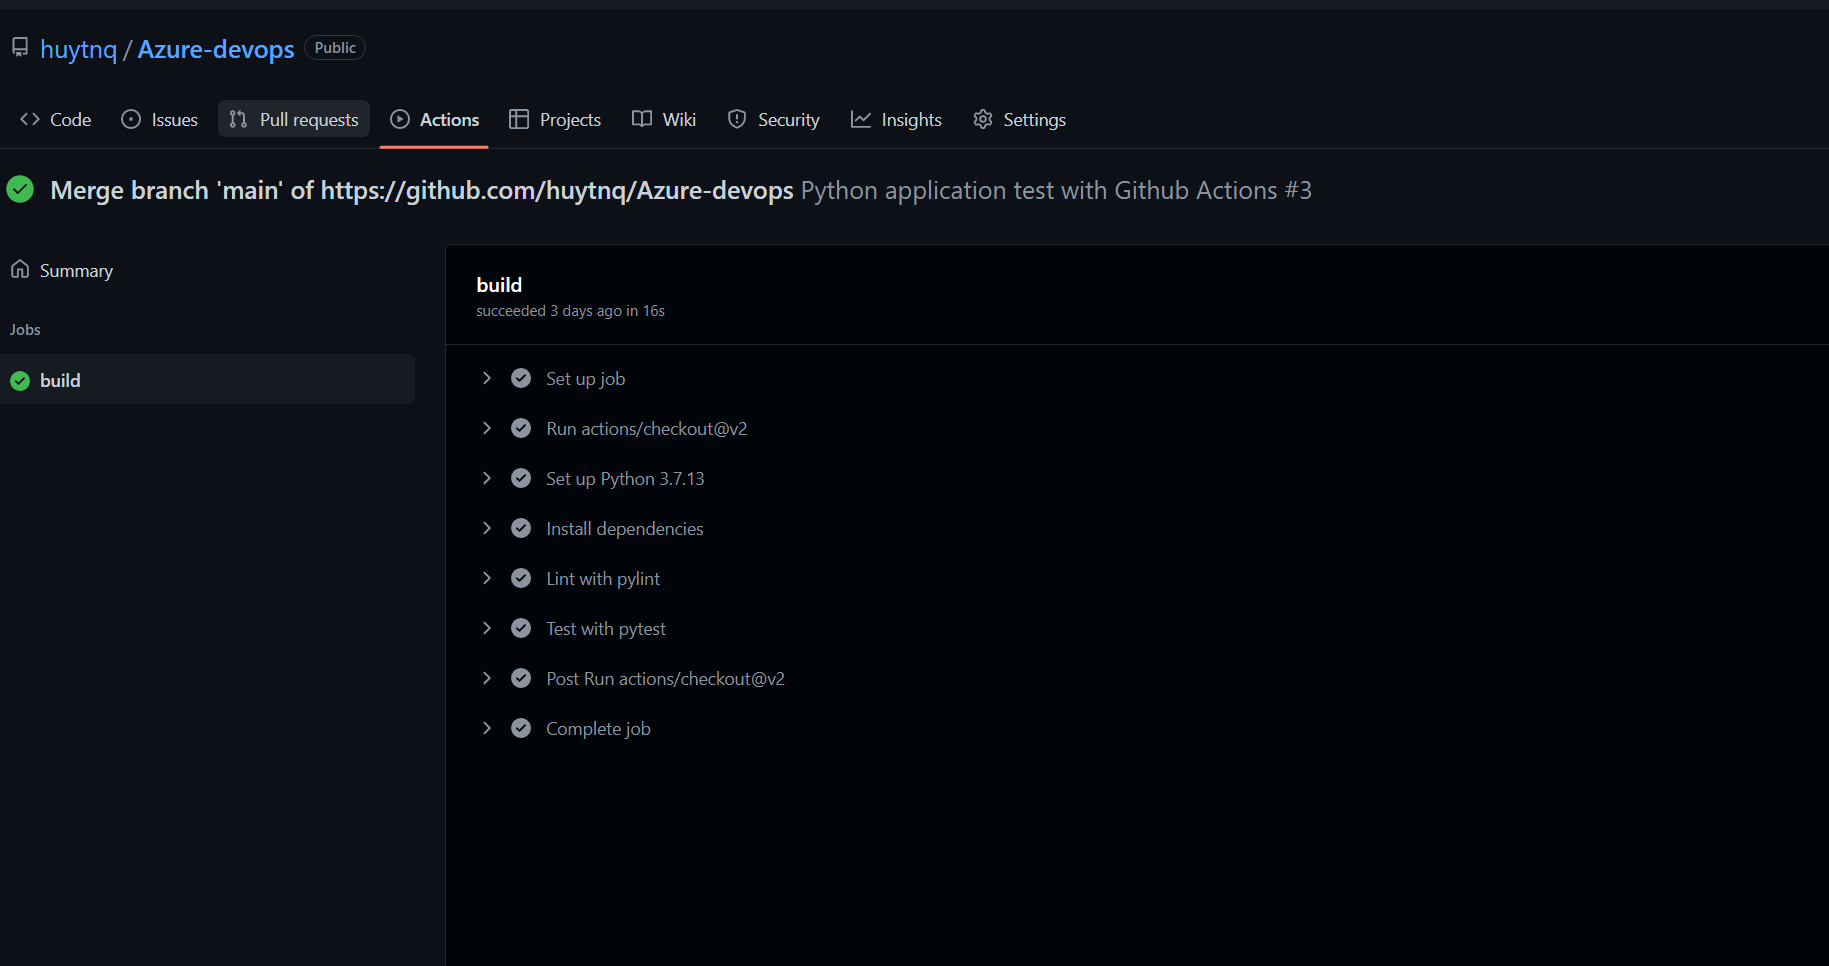 huytnq / Azure-devops Public
Code Issues Pull requests Actions Projects Wiki Security Insights Settings
Merge branch 'main' of https://github.com/huytnq/Azure-devops Python application test with Github Actions #3
Summary
Jobs
build
build
succeeded 3 days ago in 16s
Set up job
Run actions/checkout@v2
Set up Python 3.7.13
Install dependencies
Lint with pylint
Test with pytest
Post Run actions/checkout@v2
Complete job